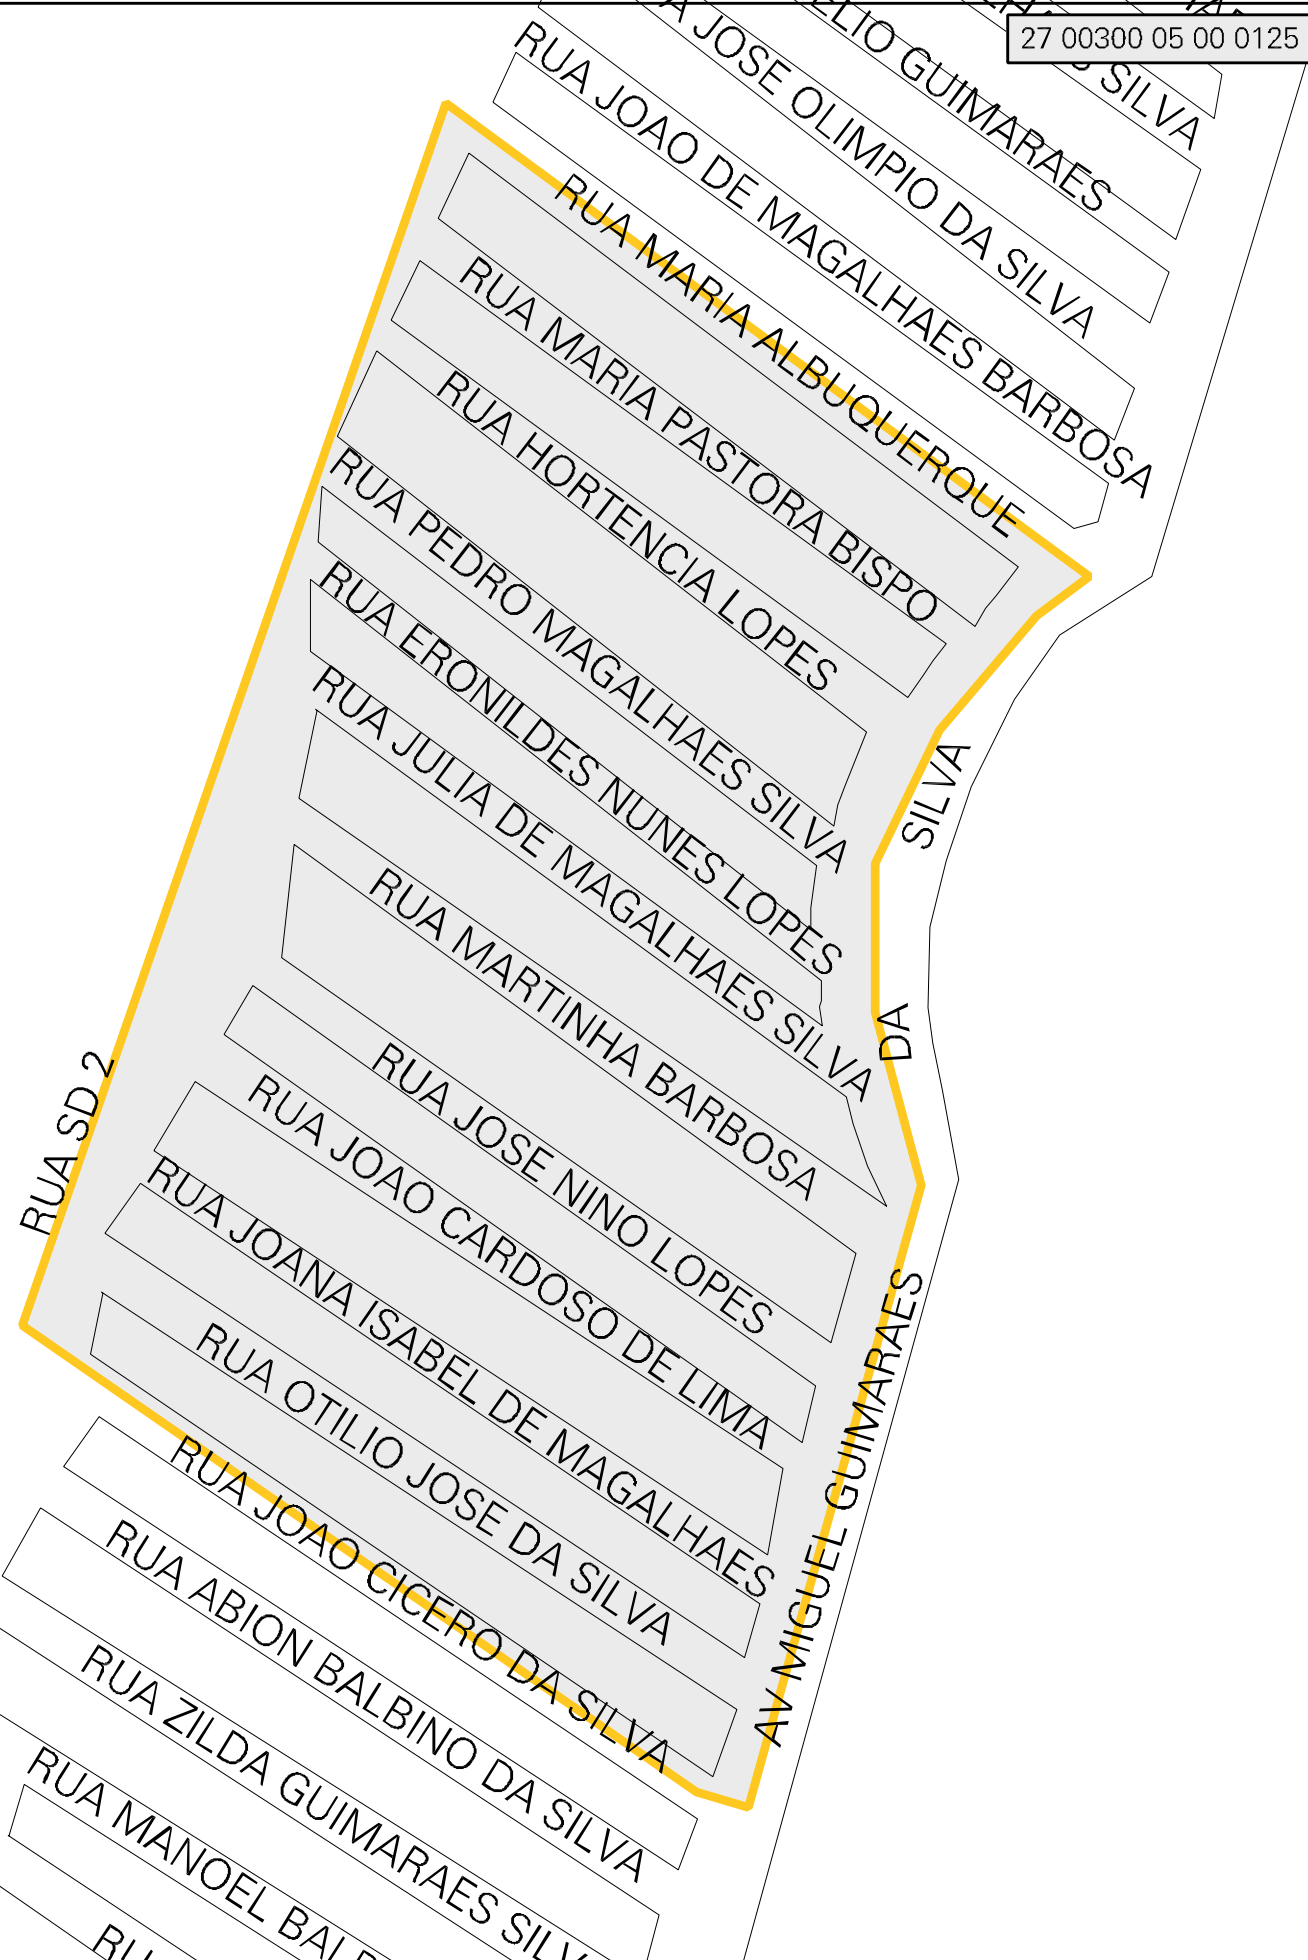 27 00300 05 00 0125
SILVA
GUIMARAES
JOSE OLIMPIO DA SILVA
RUA JOAO DE MAGALHAES BARBOSA
RUA MARIA ALBUQUERQUE
RUA MARIA PASTORA BISPO
RUA HORTENCIA LOPES
RUA PEDRO MAGALHAES SILVA
RUA ERONILDES NUNES LOPES
RUA JULIA DE MAGALHAES SILVA
RUA MARTINHA BARBOSA
RUA JOSE NINO LOPES
RUA JOAO CARDOSO DE LIMA
RUA JOANA ISABEL DE MAGALHAES
RUA OTILIO JOSE DA SILVA
RUA JOAO CICERO DA SILVA
RUA SD 2
AV MIGUEL GUIMARAES DA SILVA
RUA ABION BALBINO DA SILVA
RUA ZILDA GUIMARAES
RUA MANOEL